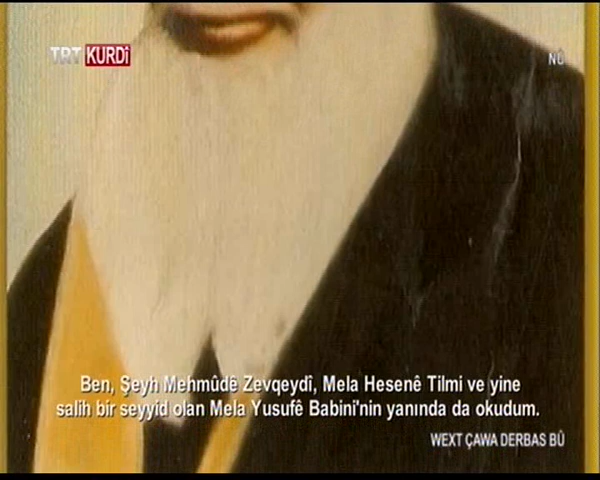 TRT KURDÎ
NÛ
Ben, Şeyh Mehmûdê Zevqeydî, Mela Hesenê Tilmi ve yine
salih bir seyyid olan Mela Yusufê Babini'nin yanında da okudum.
WEXT ÇAWA DERBAS BÛ